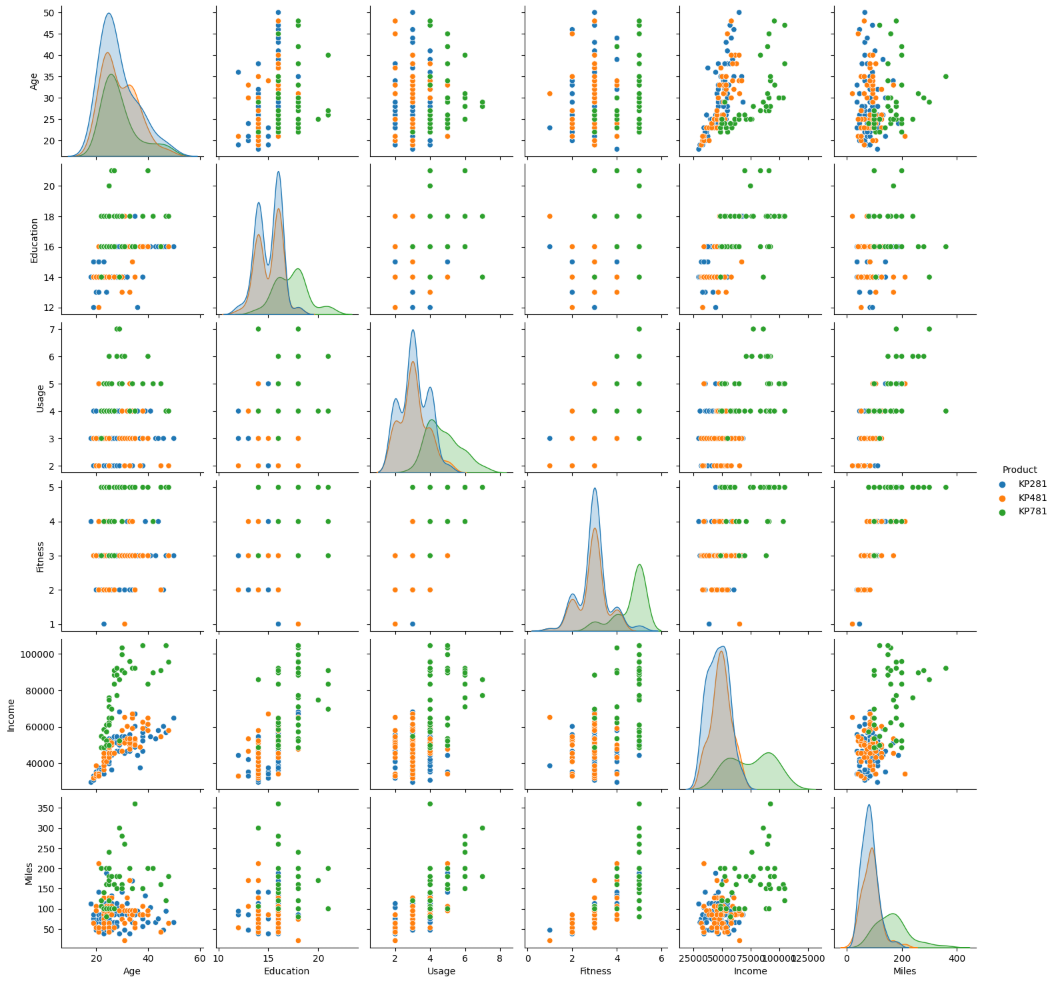 50
45
40
35
30
25
20
Age
20
18
16
14
12
Education
7
6
5
4
3
2
Usage
5
4
3
2
1
Fitness
100000
80000
60000
40000
Income
350
300
250
200
150
100
50
Miles
20 40 60
Age
10 15 20
Education
2 4 6 8
Usage
0 2 4 6
Fitness
25000 50000 75000 100000 125000
Income
0 200 400
Miles
Product
KP281
KP481
KP781